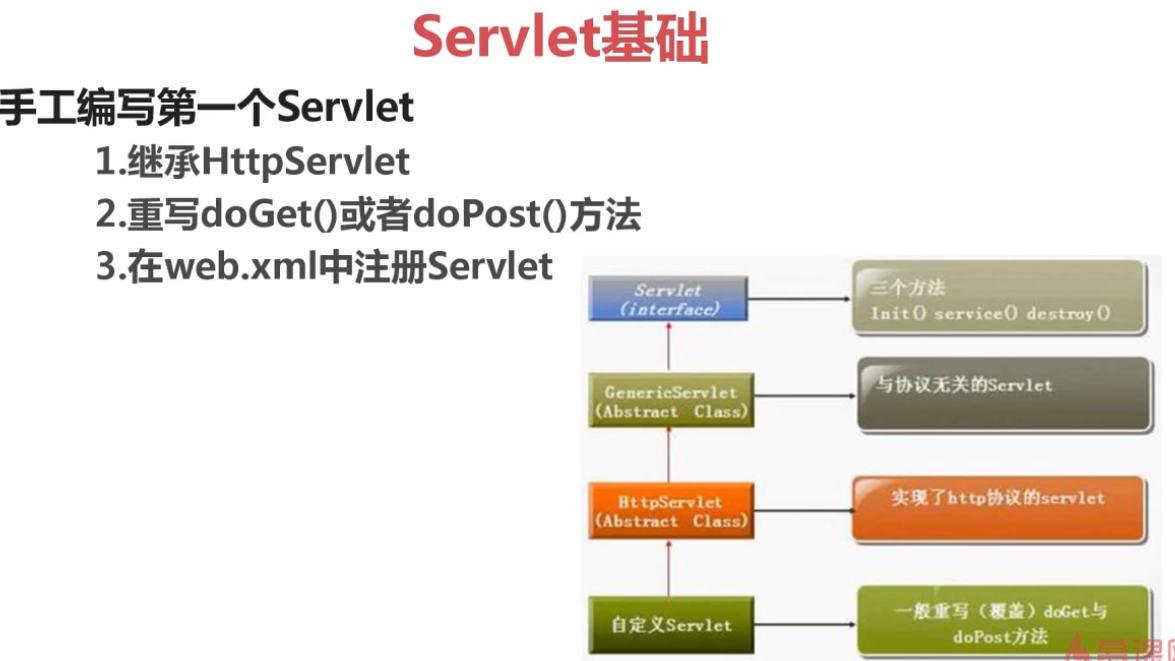 Servlet基础
手工编写第一个Servlet
1.继承HttpServlet
2.重写doGet()或者doPost()方法
3.在web.xml中注册Servlet
Servlet
(interface)
三个方法
Init() service() destroy()
GenericServlet
(Abstract Class)
与协议无关的Servlet
HttpServlet
(Abstract Class)
实现了http协议的servlet
自定义Servlet
一般重写（覆盖）doGet与
doPost方法